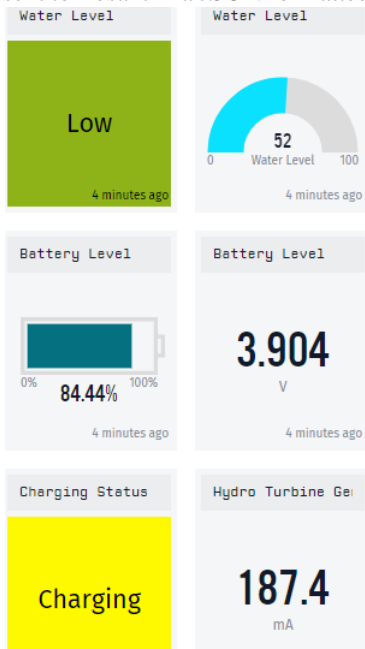 Water Level
Water Level
Low
52
0
Water Level
100
4 minutes ago
4 minutes ago
Battery Level
Battery Level
3.904
V
0%
100%
84.44%
4 minutes ago
4 minutes ago
Charging Status
Hydro Turbine Ge
Charging
187.4
mA